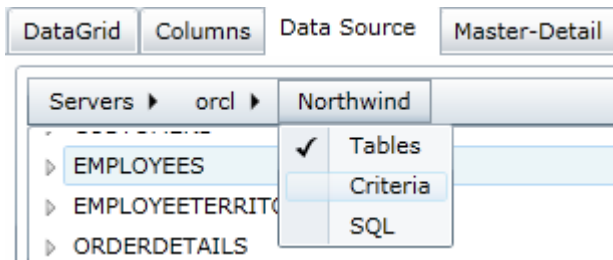 DataGrid Columns Data Source Master-Detail
Servers orcl Northwind
Tables
EMPLOYEES
Criteria
SQL
ORDERDETAILS